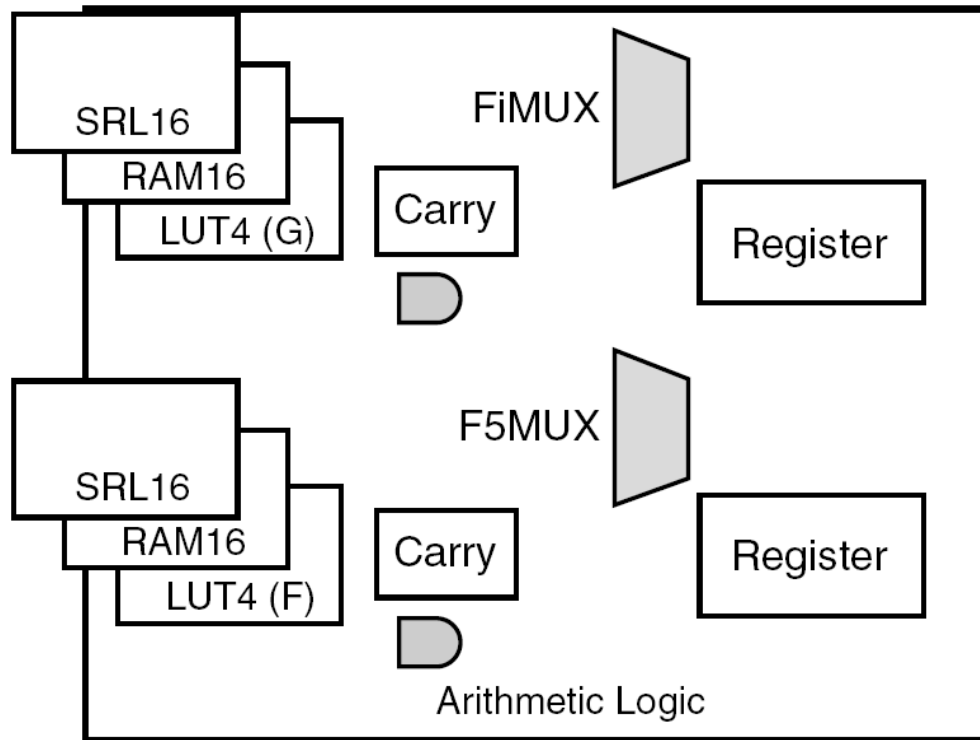 SRL16
RAM16
LUT4 (G)
Carry
FiMUX
Register
SRL16
RAM16
LUT4 (F)
Carry
F5MUX
Register
Arithmetic Logic